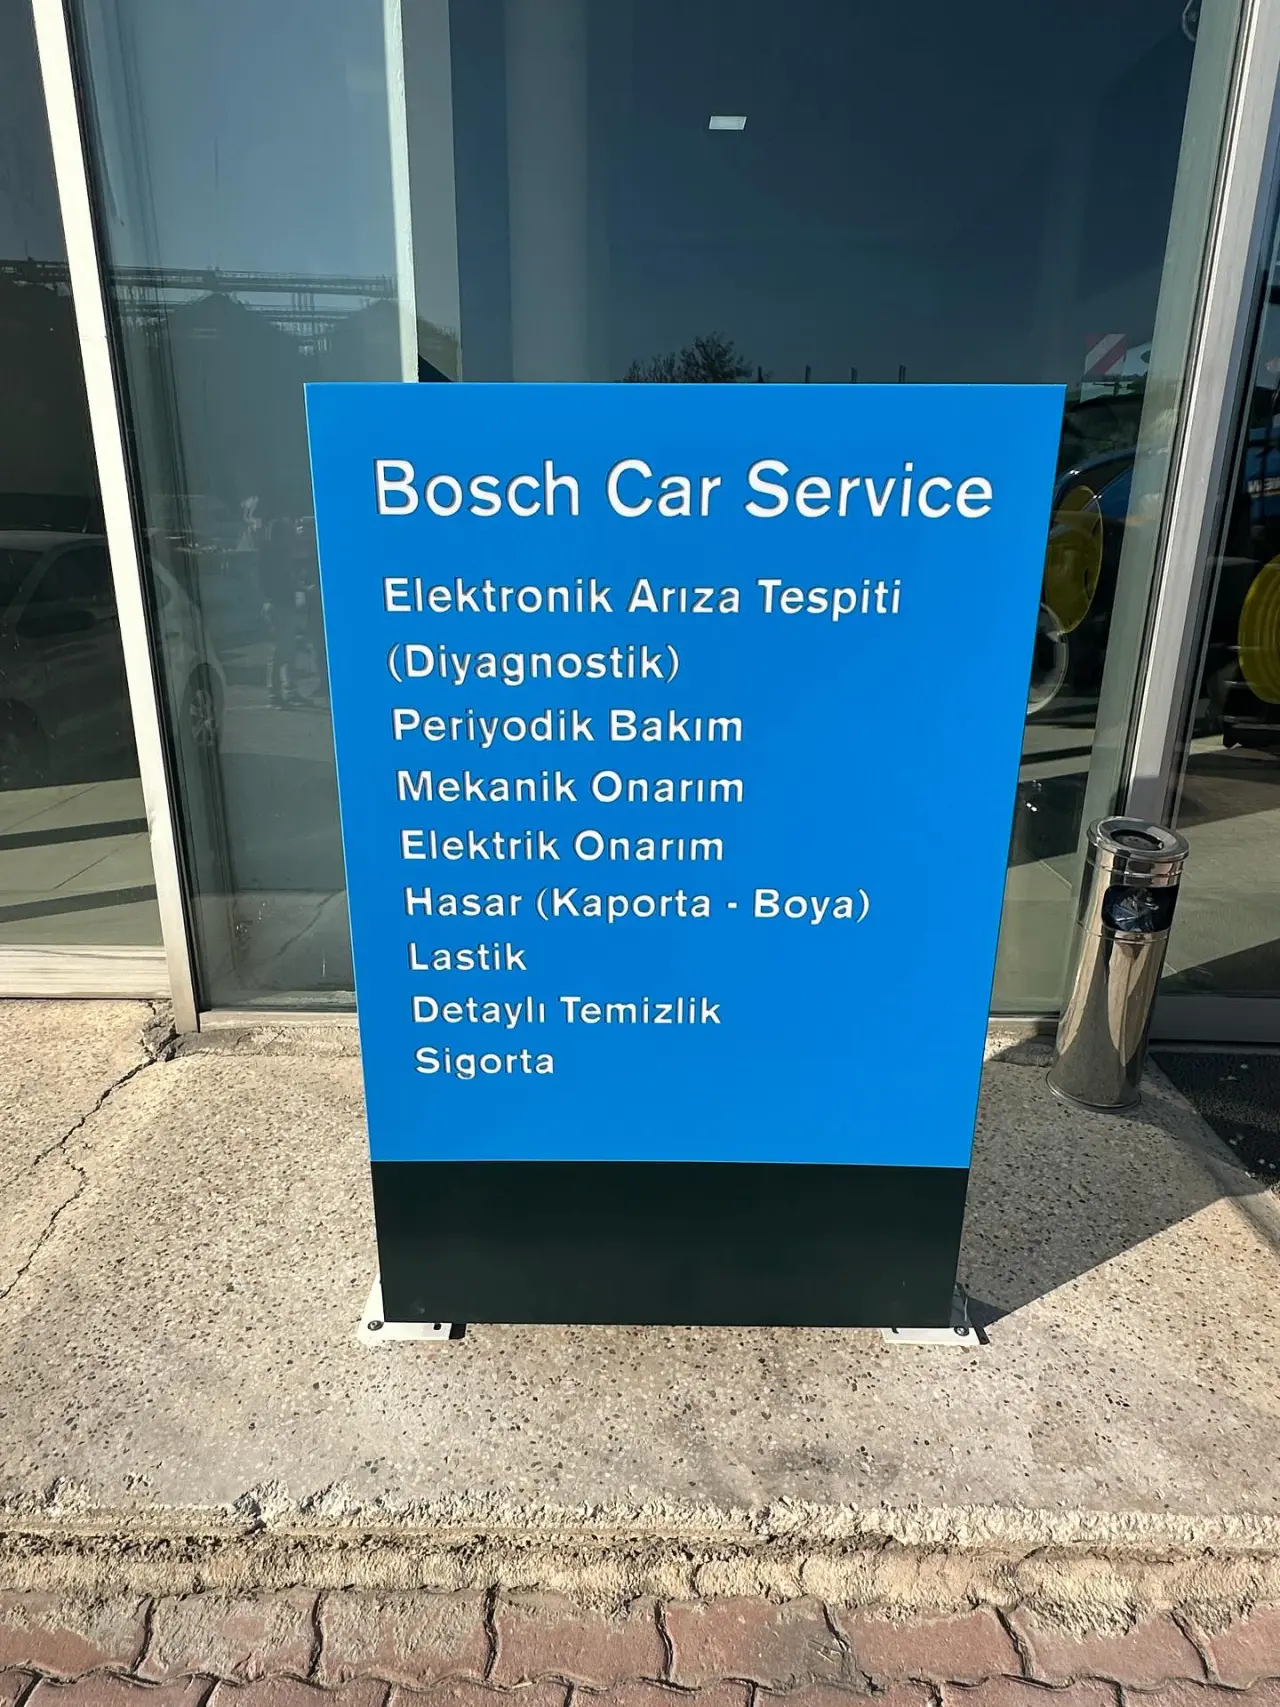 Bosch Car Service
Elektronik Arıza Tespiti
(Diyagnostik)
Periyodik Bakım
Mekanik Onarım
Elektrik Onarım
Hasar (Kaporta - Boya)
Lastik
Detaylı Temizlik
Sigorta